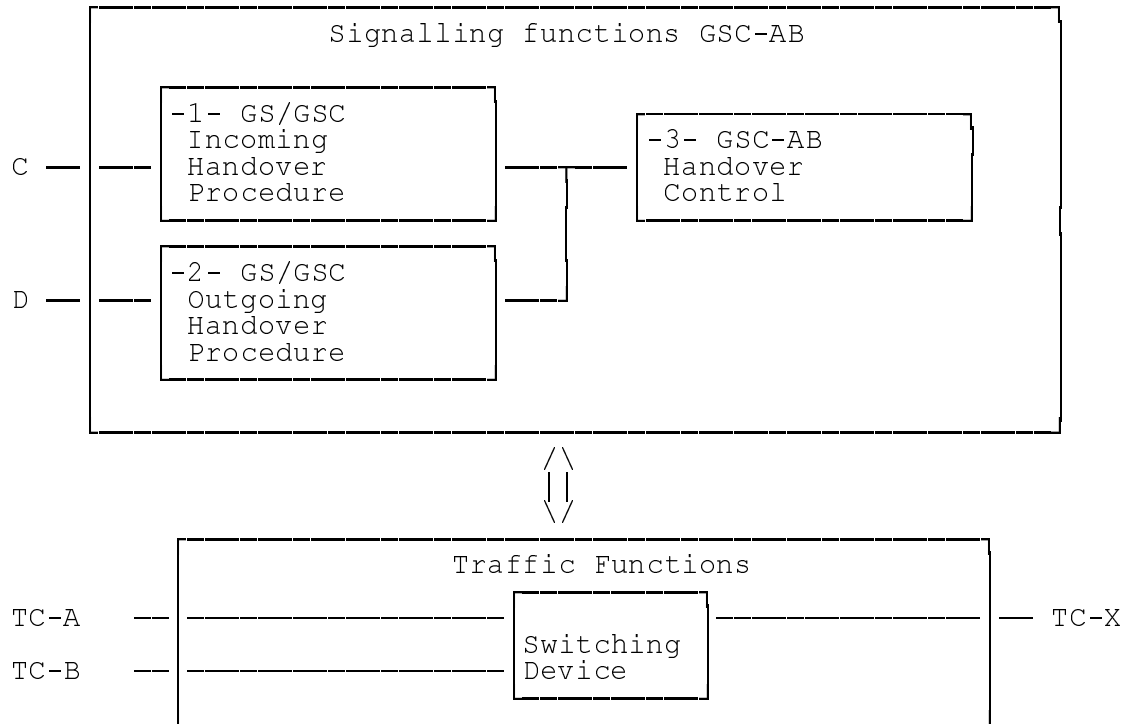 Signalling functions GSC-AB
-1- GS/GSC
Incoming
Handover
Procedure
-3- GSC-AB
Handover
Control
C
-2- GS/GSC
Outgoing
Handover
Procedure
D
Traffic Functions
TC-A
TC-X
Switching
Device
TC-B